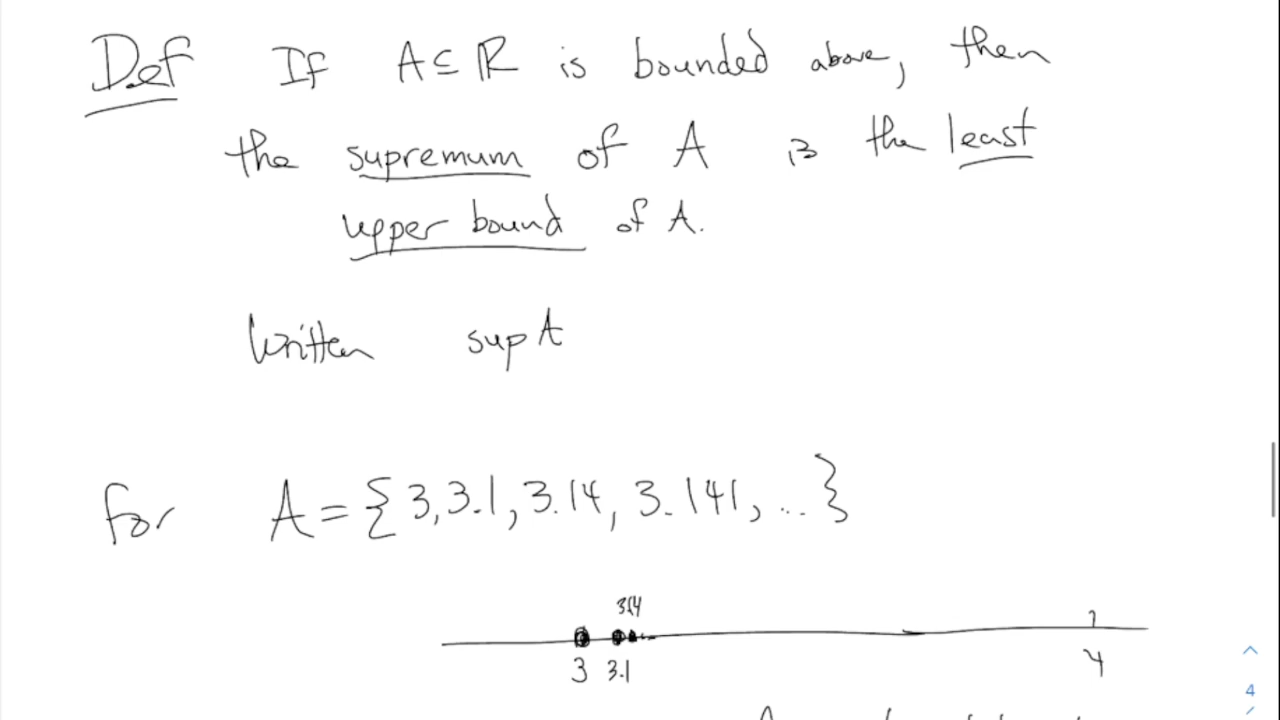 Def If A ⊆ ℝ is bounded above, then
the supremum of A is the least
upper bound of A.
Written sup A
for A = {3, 3.1, 3.14, 3.141, ... }
3.14
3 3.1 4
4